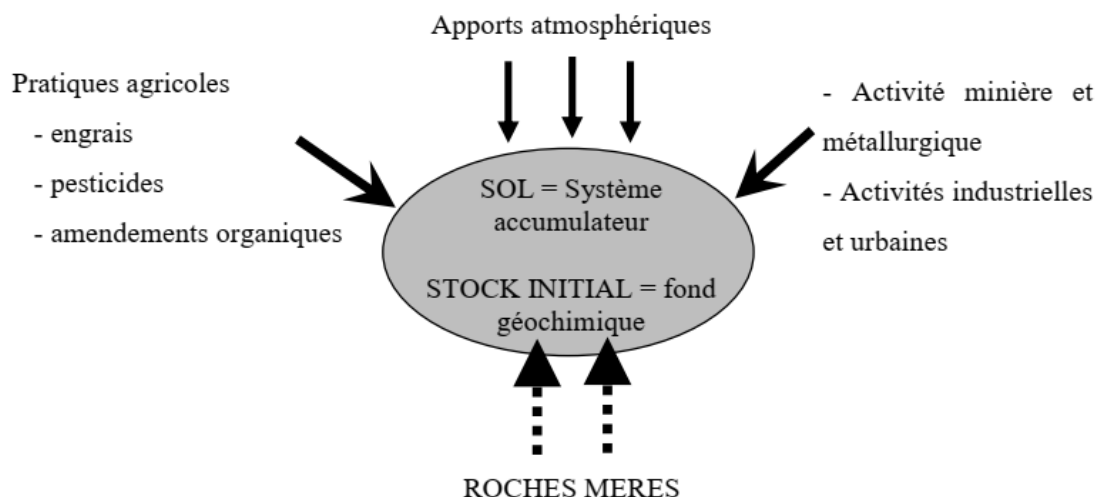 Apports atmosphériques
Pratiques agricoles
- engrais
- pesticides
- amendements organiques
- Activité minière et
métallurgique
- Activités industrielles
et urbaines
SOL = Système
accumulateur
STOCK INITIAL = fond
géochimique
ROCHES MERES